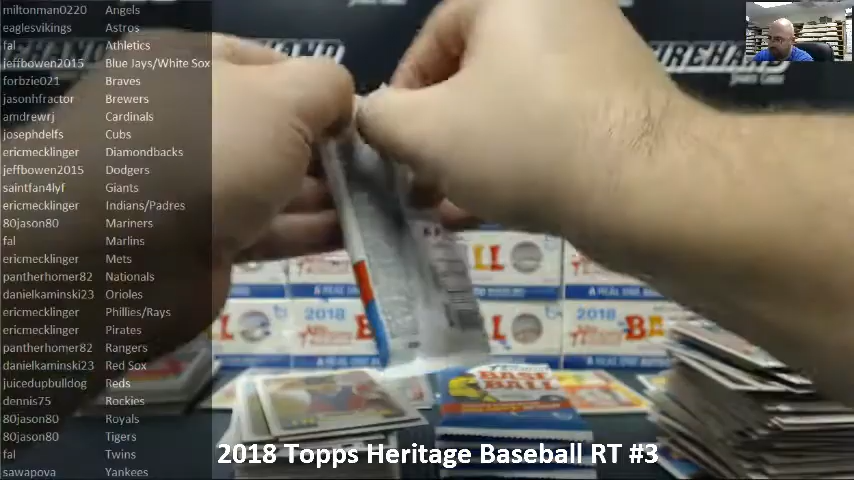 miltonman0220 Angels
eaglesvikings Astros
fal Athletics
jeffbowen2015 Blue Jays/White Sox
forbzie021 Braves
jasonhfractor Brewers
amdrewrj Cardinals
josephdelfs Cubs
ericmecklinger Diamondbacks
jeffbowen2015 Dodgers
saintfan4lyf Giants
ericmecklinger Indians/Padres
80jason80 Mariners
fal Marlins
ericmecklinger Mets
pantherhomer82 Nationals
danielkaminski23 Orioles
ericmecklinger Phillies/Rays
ericmecklinger Pirates
pantherhomer82 Rangers
danielkaminski23 Red Sox
juicedupbulldog Reds
dennis75 Rockies
80jason80 Royals
80jason80 Tigers
fal Twins
sawapova Yankees
2018
2018
BASE
BALL
2018 Topps Heritage Baseball RT #3